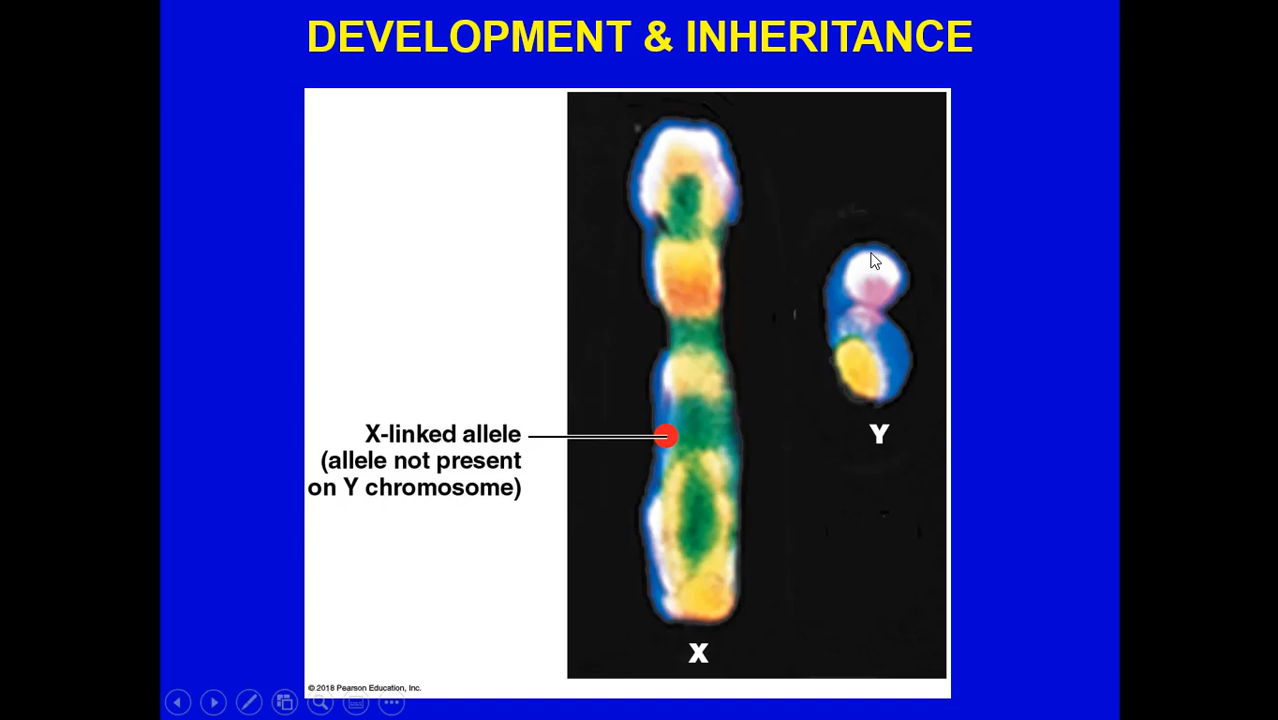 DEVELOPMENT & INHERITANCE
X-linked allele
(allele not present
on Y chromosome)
Y
X
© 2018 Pearson Education, Inc.